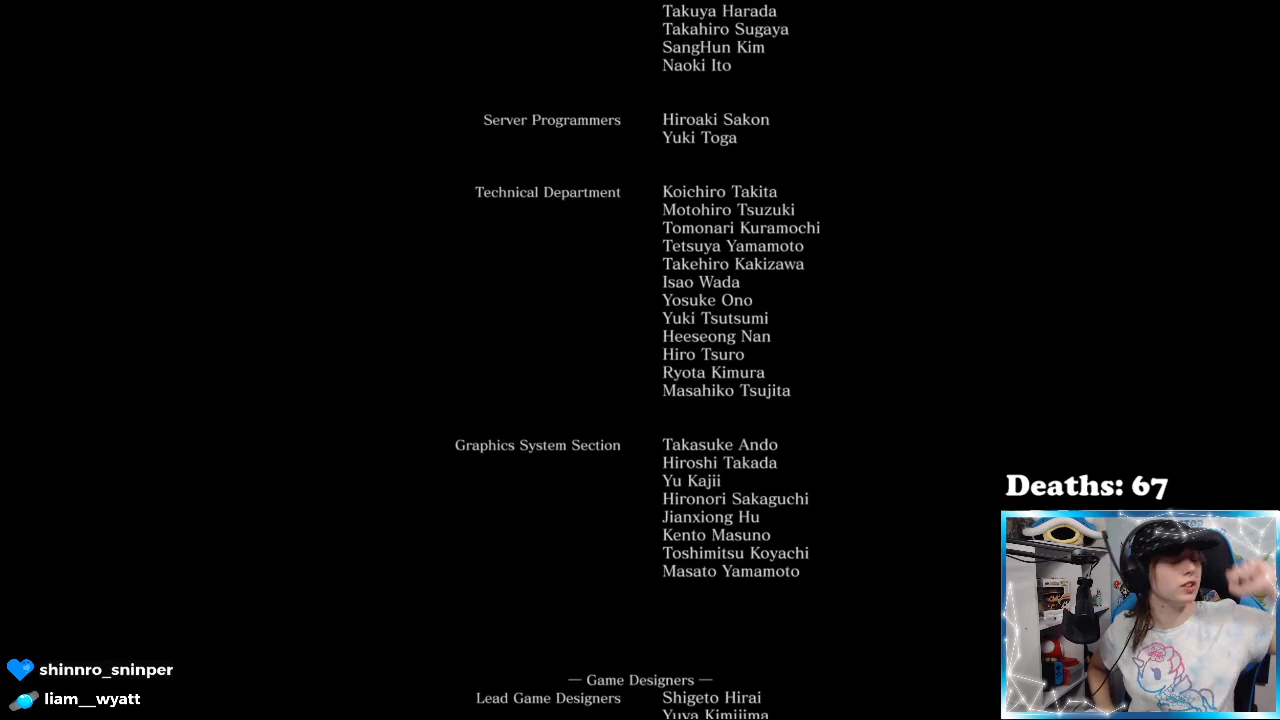 Takuya Harada
Takahiro Sugaya
SangHun Kim
Naoki Ito
Server Programmers Hiroaki Sakon
Yuki Toga
Technical Department Koichiro Takita
Motohiro Tsuzuki
Tomonari Kuramochi
Tetsuya Yamamoto
Takehiro Kakizawa
Isao Wada
Yosuke Ono
Yuki Tsutsumi
Heeseong Nan
Hiro Tsuro
Ryota Kimura
Masahiko Tsujita
Graphics System Section Takasuke Ando
Hiroshi Takada
Yu Kajii
Hironori Sakaguchi
Jianxiong Hu
Kento Masuno
Toshimitsu Koyachi
Masato Yamamoto
— Game Designers —
Lead Game Designers Shigeto Hirai
Yuya Kimijima
Deaths: 67
shinnro_sninper
liam__wyatt